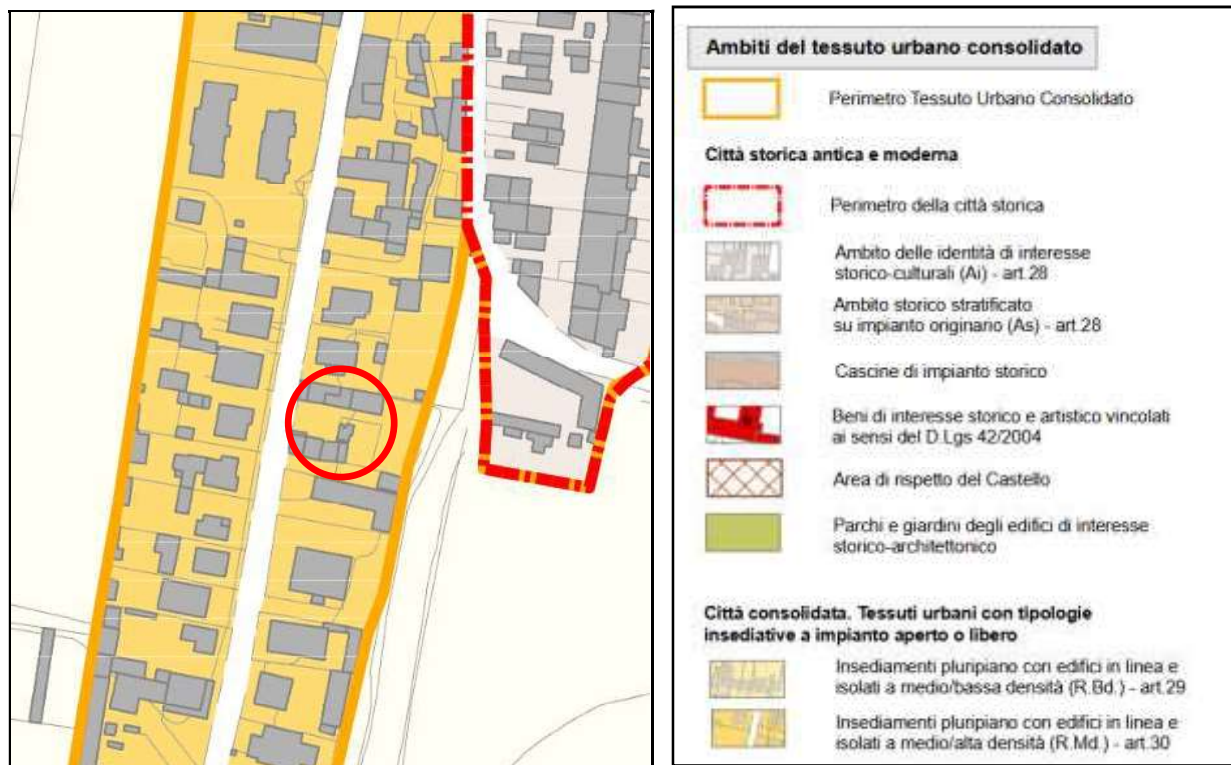 Ambiti del tessuto urbano consolidato
Perimetro Tessuto Urbano Consolidato
Città storica antica e moderna
Perimetro della città storica
Ambito delle identità di interesse
storico-culturali (Ai) - art.28
Ambito storico stratificato
su impianto originario (As) - art.28
Cascine di impianto storico
Beni di interesse storico e artistico vincolati
ai sensi del D.Lgs 42/2004
Area di rispetto del Castello
Parchi e giardini degli edifici di interesse
storico-architettonico
Città consolidata. Tessuti urbani con tipologie
insediative a impianto aperto o libero
Insediamenti pluripiano con edifici in linea e
isolati a medio/bassa densità (R.Bd.) - art.29
Insediamenti pluripiano con edifici in linea e
isolati a medio/alta densità (R.Md.) - art.30